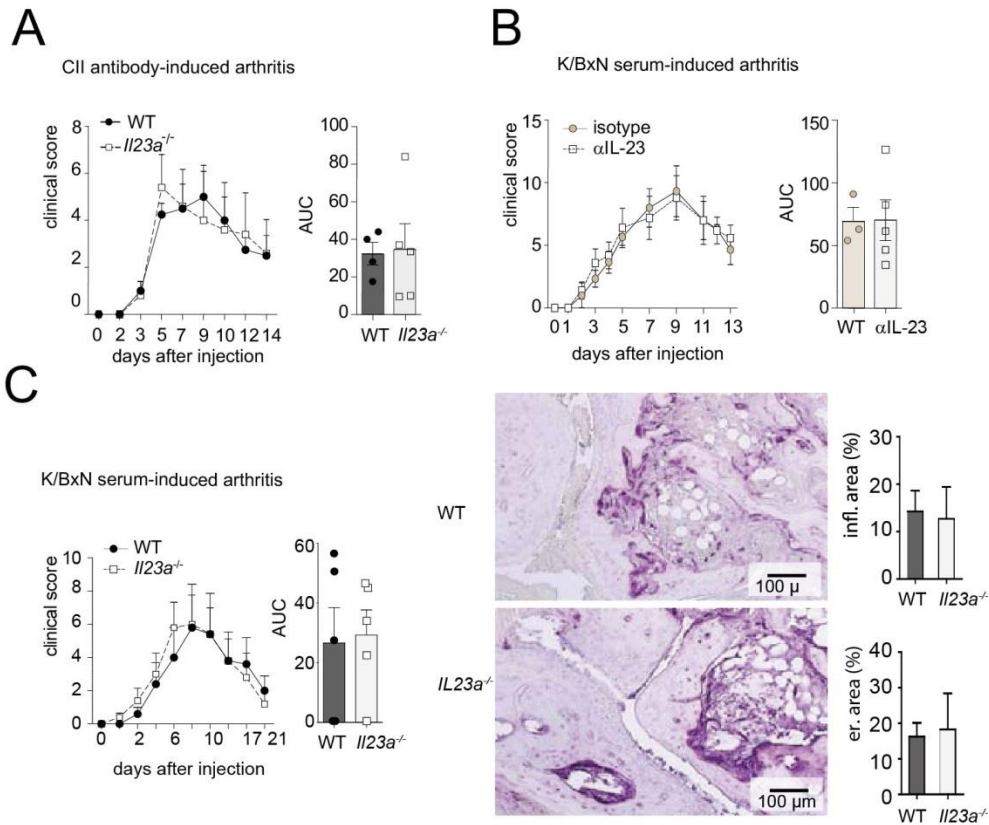 A
CII antibody-induced arthritis
WT
Il23a-/-
clinical score
8
6
4
2
0
0 2 3 5 7 9 10 12 14
days after injection
AUC
100
80
60
40
20
0
WT Il23a-/-
B
K/BxN serum-induced arthritis
isotype
αIL-23
clinical score
15
10
5
0
0 1 3 5 7 9 11 13
days after injection
AUC
150
100
50
0
WT αIL-23
C
K/BxN serum-induced arthritis
WT
Il23a-/-
clinical score
10
8
6
4
2
0
0 2 6 10 17 21
days after injection
AUC
60
40
20
0
WT Il23a-/-
WT
100 µ
IL23a-/-
100 µm
infl. area (%)
30
20
10
0
WT Il23a-/-
er. area (%)
40
30
20
10
0
WT Il23a-/-